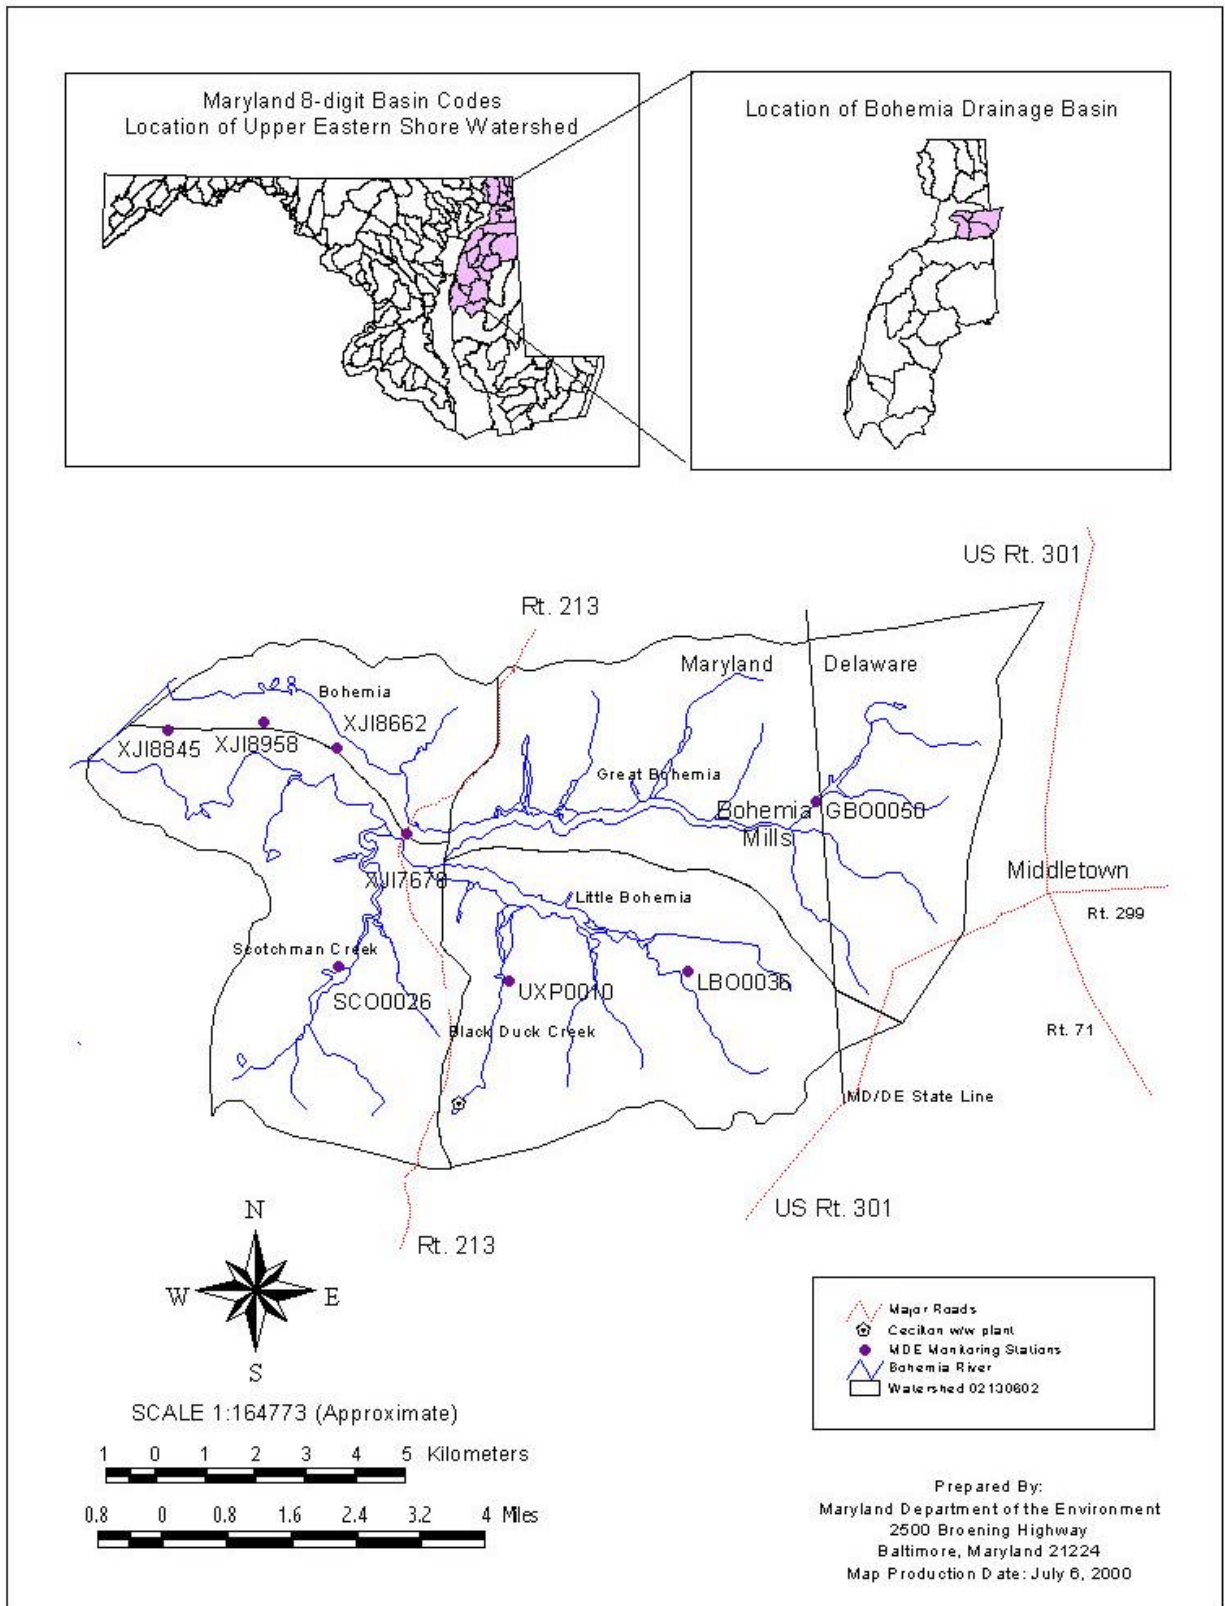 Maryland 8-digit Basin Codes
Location of Upper Eastern Shore Watershed
Location of Bohemia Drainage Basin
US Rt. 301
Rt. 213
Maryland
Delaware
Bohemia
XJI8662
XJI8845
XJI8958
Great Bohemia
Bohemia
Mills
GBO0050
XJI7678
Middletown
Rt. 299
Little Bohemia
Scotchman Creek
SCO0026
UXP0010
LBO0036
Black Duck Creek
Rt. 71
MD/DE State Line
US Rt. 301
Rt. 213
N
W
E
S
Major Roads
Cecilton w/w plant
MDE Monitoring Stations
Bohemia River
Watershed 02130602
SCALE 1:164773 (Approximate)
1 0 1 2 3 4 5 Kilometers
0.8 0 0.8 1.6 2.4 3.2 4 Miles
Prepared By:
Maryland Department of the Environment
2500 Broening Highway
Baltimore, Maryland 21224
Map Production Date: July 6, 2000